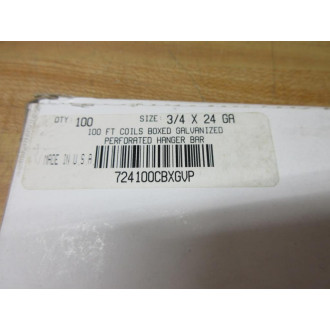 QTY: 100 SIZE: 3/4 X 24 GA
100 FT COILS BOXED GALVANIZED
PERFORATED HANGER BAR
MADE IN U.S.A
724100CBXGVP